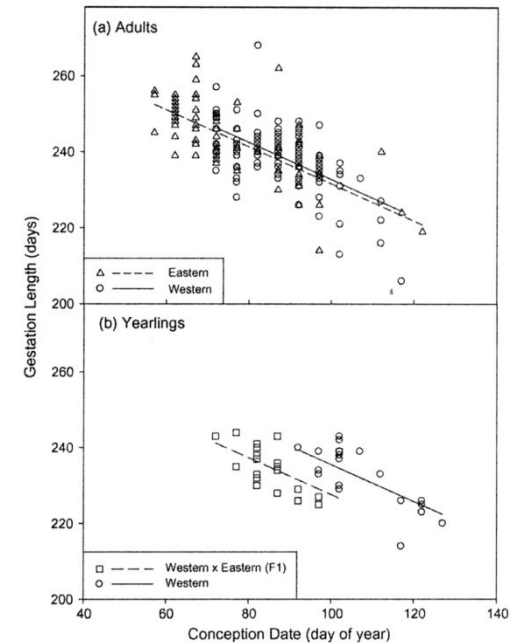 (a) Adults
260
240
220
200
Eastern
Western
Gestation Length (days)
(b) Yearlings
260
240
220
200
Western x Eastern (F1)
Western
40 60 80 100 120 140
Conception Date (day of year)